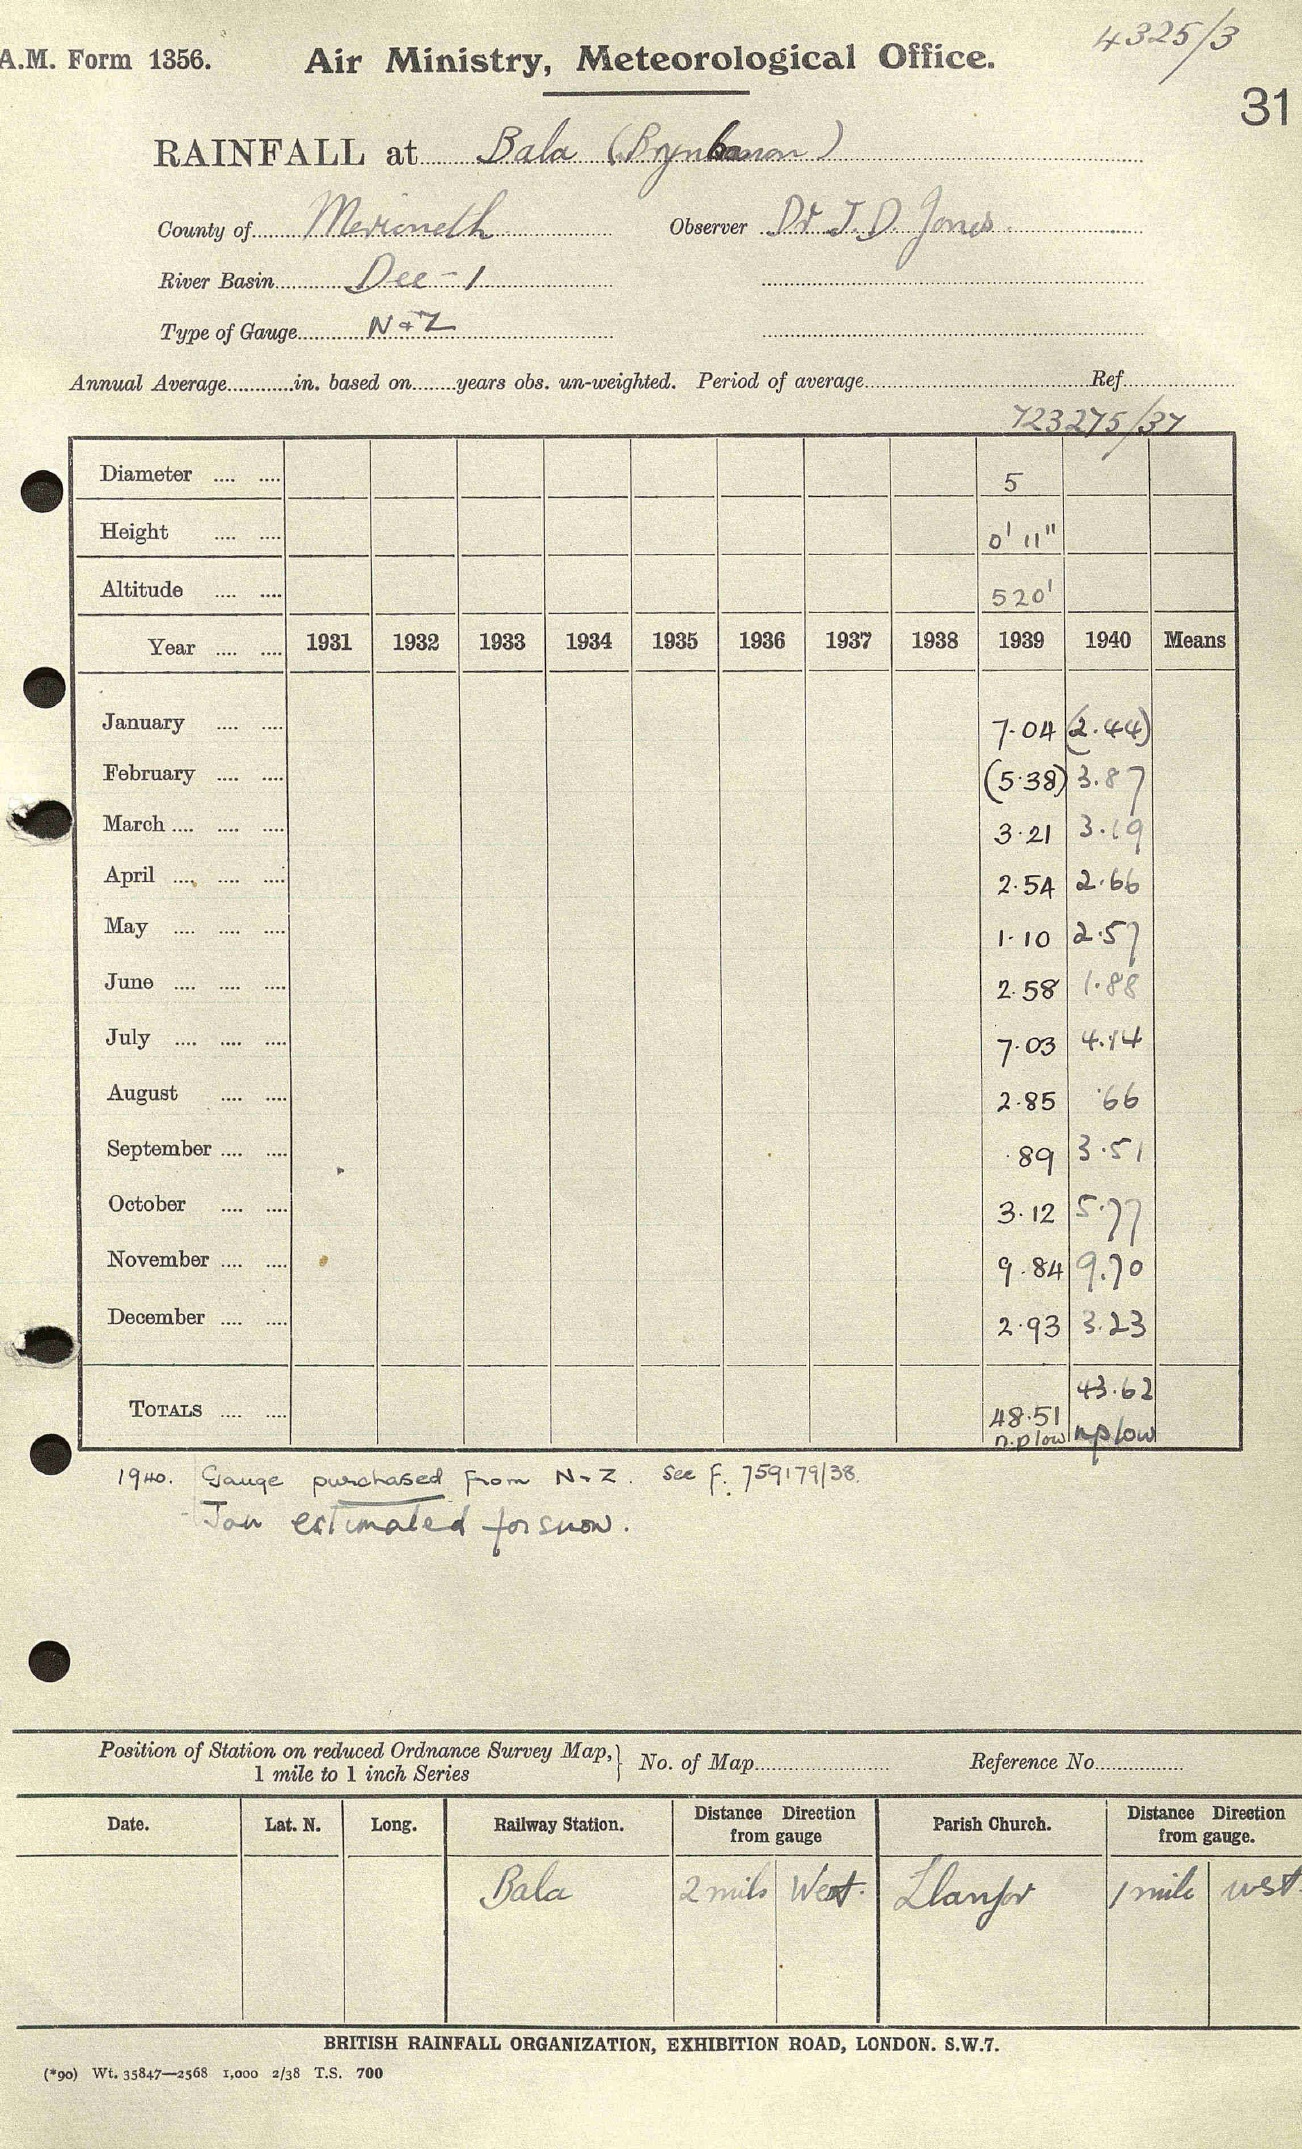 4325/3
A.M. Form 1356. Air Ministry, Meteorological Office.
31
RAINFALL at Bala (Brynbanon)
County of Merioneth Observer Dr J. D. Jones.
River Basin Dee - 1
Type of Gauge N & Z
Annual Average in. based on years obs. un-weighted. Period of average Ref
723275/37
Diameter 5
Height 0' 11"
Altitude 520'
Year 1931 1932 1933 1934 1935 1936 1937 1938 1939 1940 Means
January 7.04 (2.44)
February (5.38) 3.87
March 3.21 3.19
April 2.54 2.66
May 1.10 2.57
June 2.58 1.88
July 7.03 4.14
August 2.85 .66
September .89 3.51
October 3.12 5.77
November 9.84 9.70
December 2.93 3.23
TOTALS 48.51 43.62
n.p low n p low
1940. Gauge purchased from N-Z. See f. 759179/38.
Jan estimated for snow.
Position of Station on reduced Ordnance Survey Map, } No. of Map Reference No
1 mile to 1 inch Series
Date. Lat. N. Long. Railway Station. Distance Direction from gauge Parish Church. Distance Direction from gauge.
Bala 2 mils West. Llanfor 1 mile west.
BRITISH RAINFALL ORGANIZATION, EXHIBITION ROAD, LONDON. S.W.7.
(*90) Wt. 35847—2568 1,000 2/38 T.S. 700